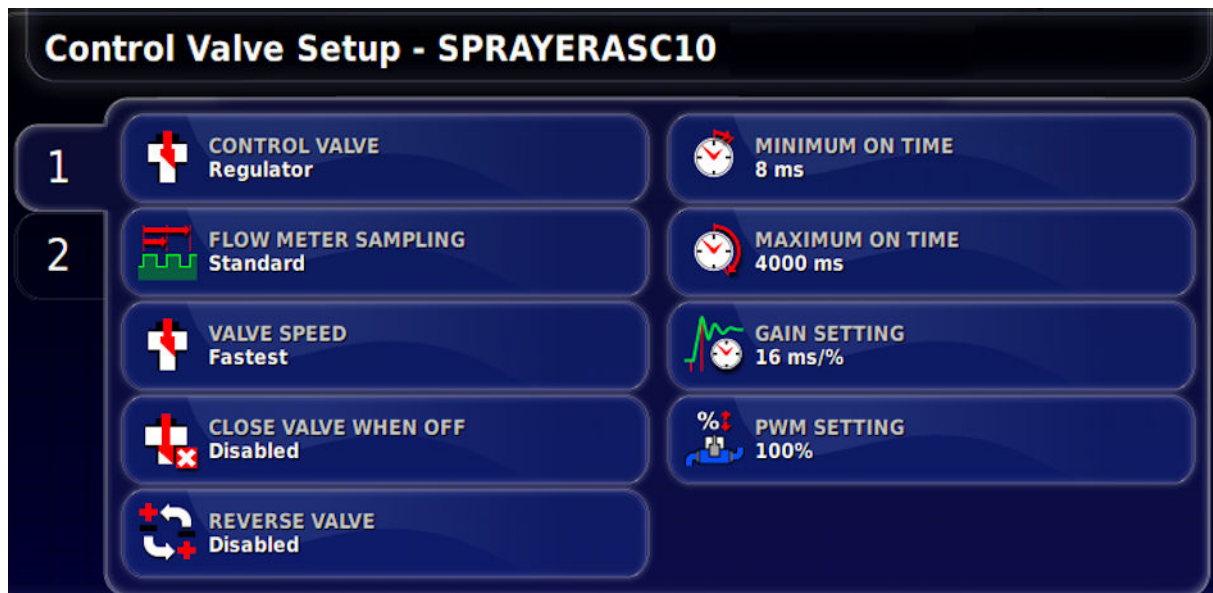 Control Valve Setup - SPRAYERASC10
1
2
CONTROL VALVE
Regulator
FLOW METER SAMPLING
Standard
VALVE SPEED
Fastest
CLOSE VALVE WHEN OFF
Disabled
REVERSE VALVE
Disabled
MINIMUM ON TIME
8 ms
MAXIMUM ON TIME
4000 ms
GAIN SETTING
16 ms/%
%
PWM SETTING
100%